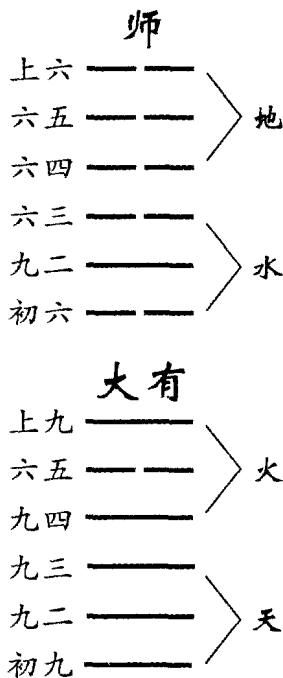 师
上六
六五
六四
地
六三
九二
初六
水
大有
上九
六五
九四
火
九三
九二
初九
天